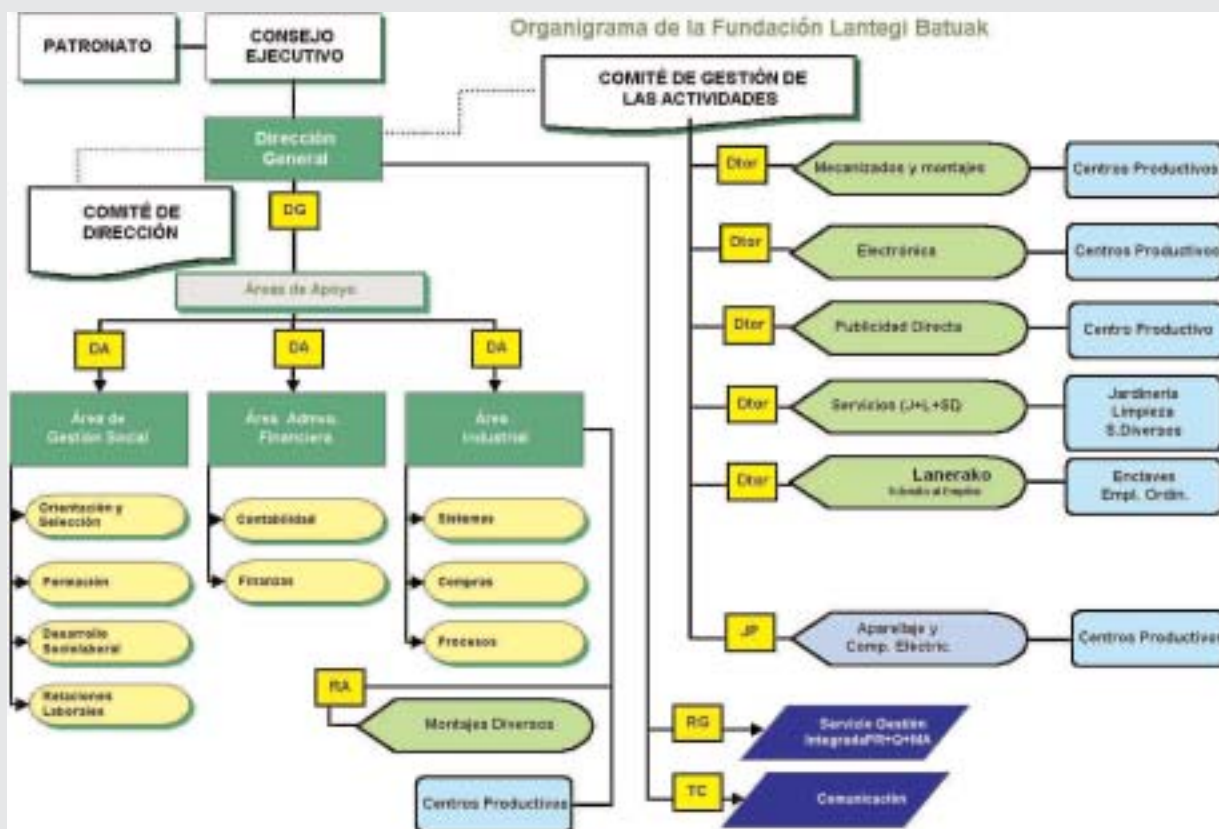 Organigrama de la Fundación Lantegi Batuak
PATRONATO
CONSEJO
EJECUTIVO
COMITÉ DE GESTIÓN DE
LAS ACTIVIDADES
Dirección
General
DG
COMITÉ DE
DIRECCIÓN
Áreas de Apoyo
DA
DA
DA
Área de
Gestión Social
Orientación y
Selección
Formación
Desarrollo
Sociolaboral
Relaciones
Laborales
Área Admva.
Financiera
Contabilidad
Finanzas
Área
Industrial
Sistemas
Compras
Procesos
RA
Montajes Diversos
Centros Productivos
Dtor
Mecanizados y montajes
Centros Productivos
Dtor
Electrónica
Centros Productivos
Dtor
Publicidad Directa
Centro Productivo
Dtor
Servicios (J+L+SD)
Jardinería
Limpieza
S.Diversos
Dtor
Lanerako
al Empleo
Enclaves
Empl. Ordin.
JP
Aparellaje y
Comp. Electric.
Centros Productivos
RG
Servicio Gestión
IntegradaPR+Q+MA
TC
Comunicación